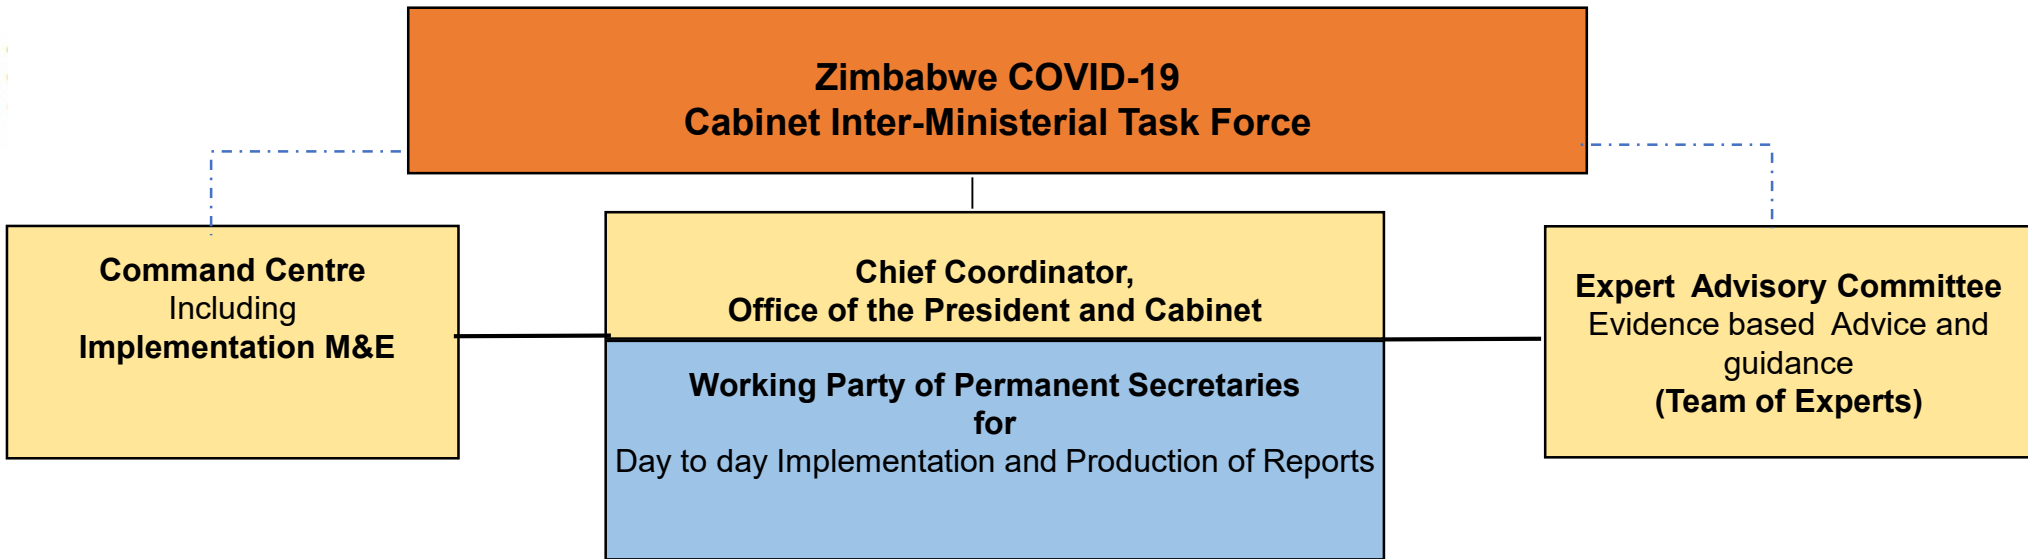 Zimbabwe COVID-19
Cabinet Inter-Ministerial Task Force
Command Centre
Including
Implementation M&E
Chief Coordinator,
Office of the President and Cabinet
Working Party of Permanent Secretaries
for
Day to day Implementation and Production of Reports
Expert Advisory Committee
Evidence based Advice and
guidance
(Team of Experts)